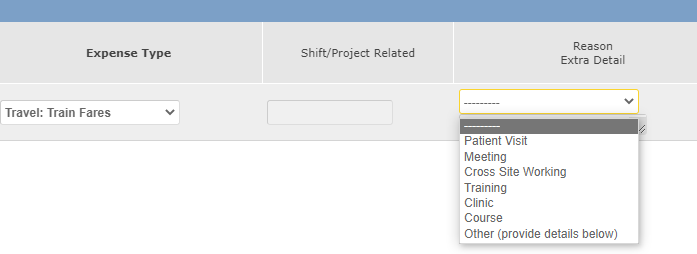 Expense Type
Shift/Project Related
Reason
Extra Detail
Travel: Train Fares
---------
---------
Patient Visit
Meeting
Cross Site Working
Training
Clinic
Course
Other (provide details below)